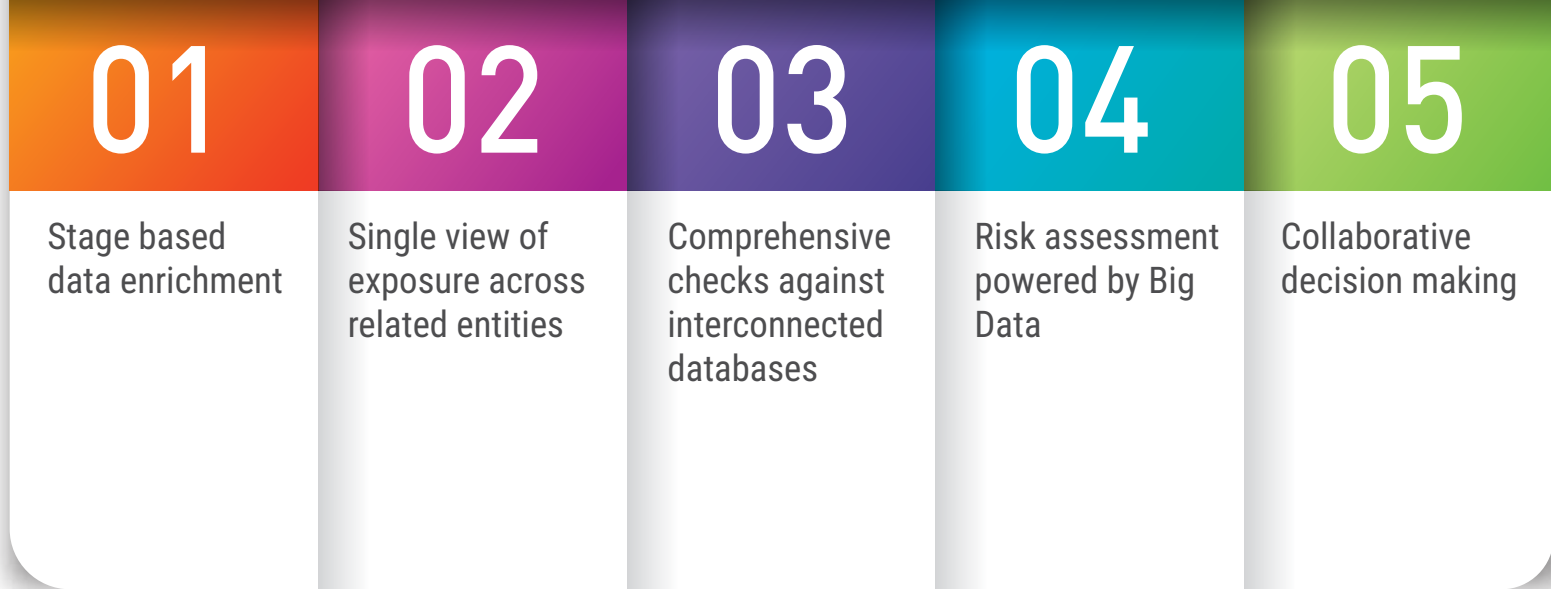 01
Stage based
data enrichment
02
Single view of
exposure across
related entities
03
Comprehensive
checks against
interconnected
databases
04
Risk assessment
powered by Big
Data
05
Collaborative
decision making